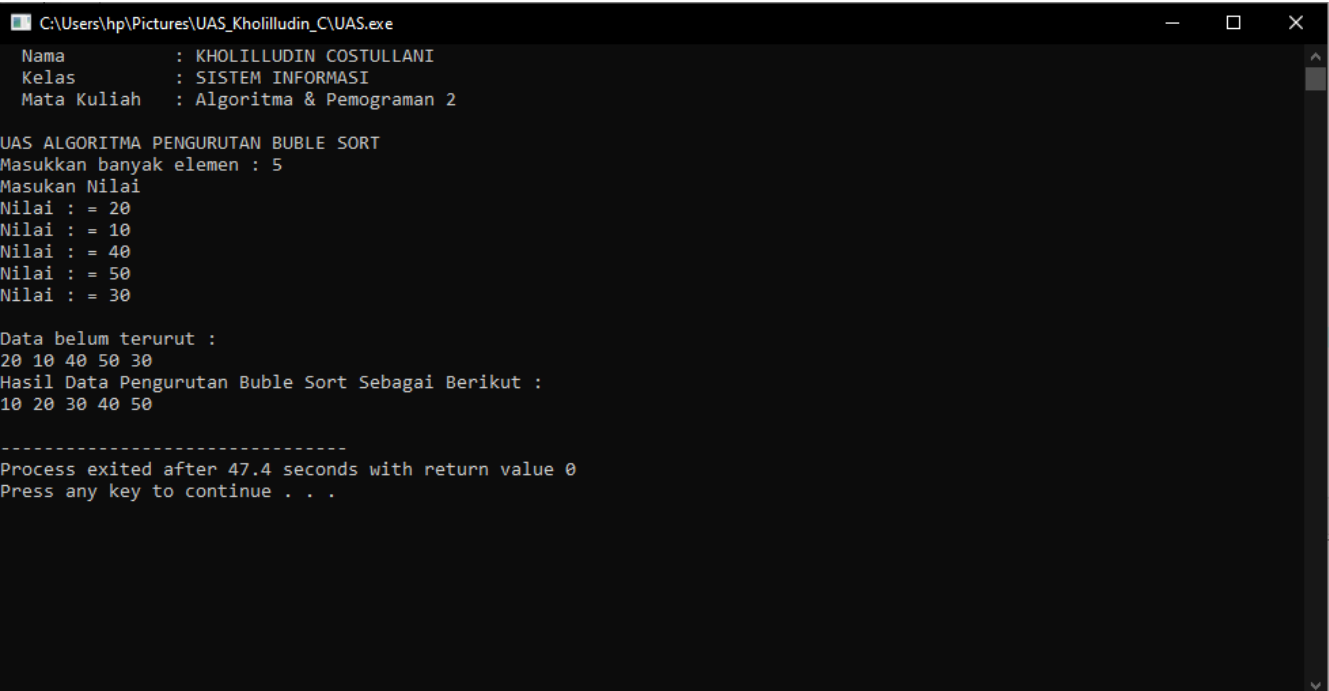 C:\Users\hp\Pictures\UAS_Kholilludin_C\UAS.exe
Nama : KHOLILLUDIN COSTULLANI
Kelas : SISTEM INFORMASI
Mata Kuliah : Algoritma & Pemograman 2
UAS ALGORITMA PENGURUTAN BUBLE SORT
Masukkan banyak elemen : 5
Masukan Nilai
Nilai : = 20
Nilai : = 10
Nilai : = 40
Nilai : = 50
Nilai : = 30
Data belum terurut :
20 10 40 50 30
Hasil Data Pengurutan Buble Sort Sebagai Berikut :
10 20 30 40 50
--------------------------------
Process exited after 47.4 seconds with return value 0
Press any key to continue . . .